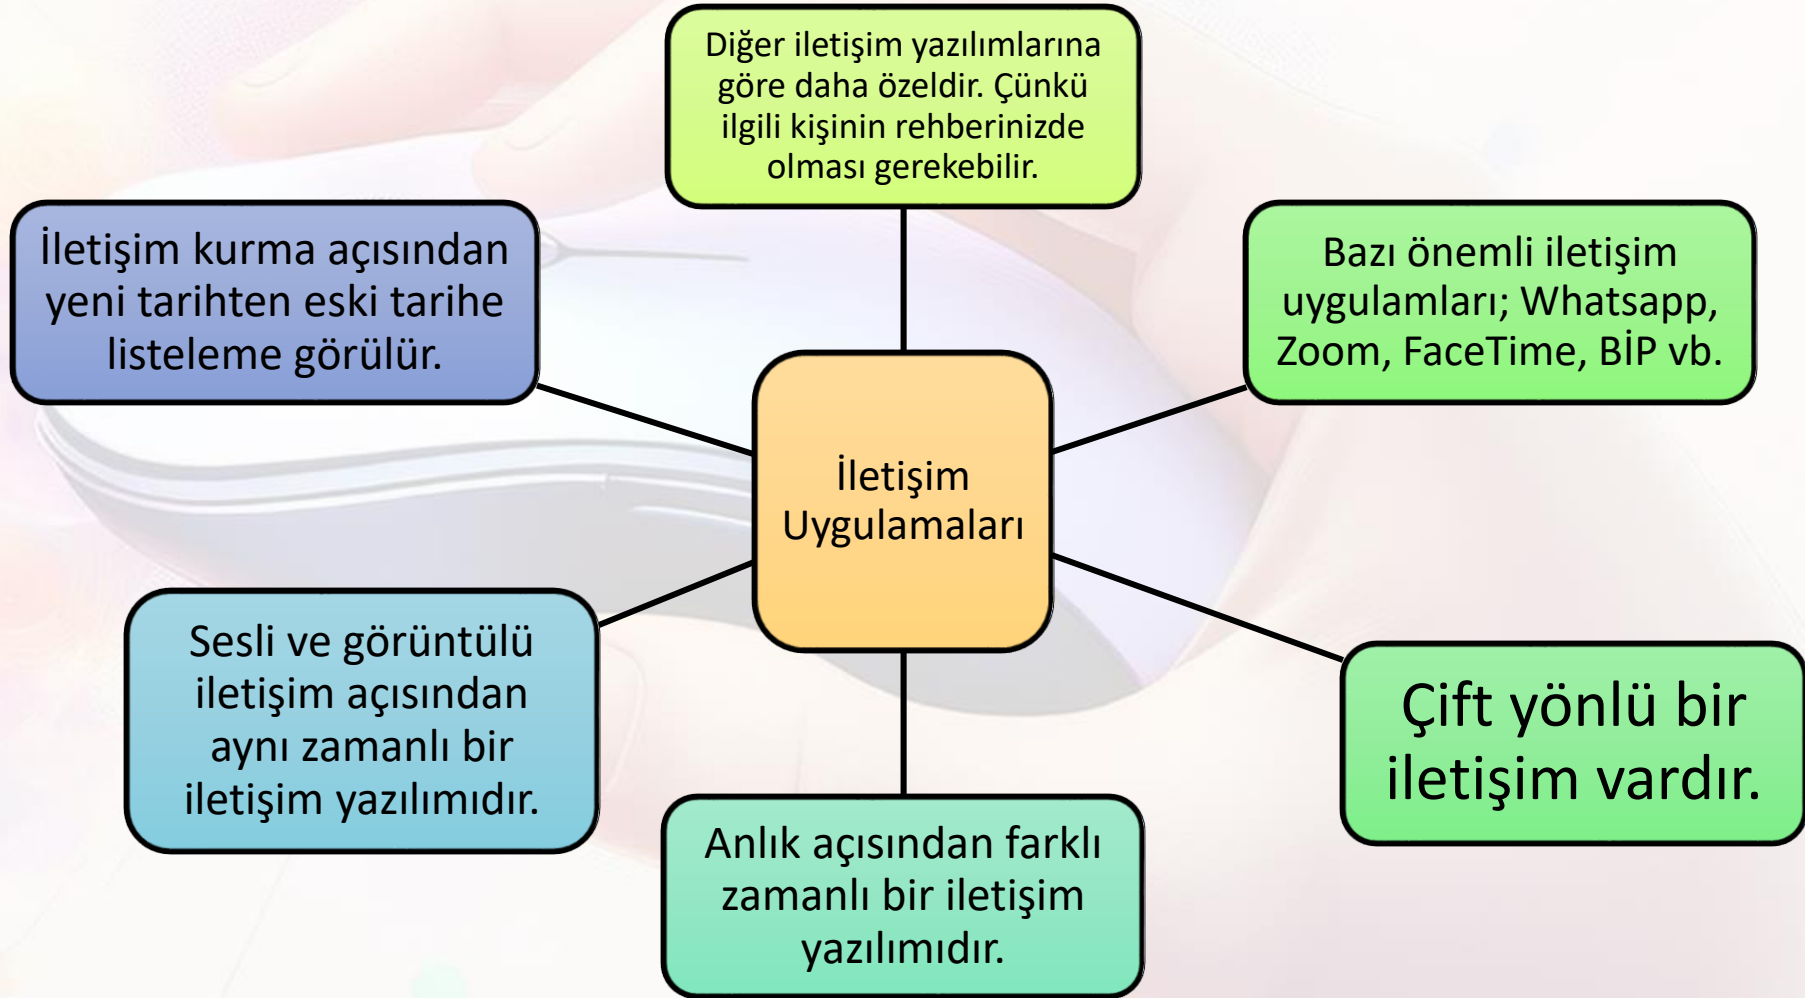 Diğer iletişim yazılımlarına
göre daha özeldir. Çünkü
ilgili kişinin rehberinizde
olması gerekebilir.
İletişim kurma açısından
yeni tarihten eski tarihe
listeleme görülür.
Bazı önemli iletişim
uygulamları; Whatsapp,
Zoom, FaceTime, BİP vb.
İletişim
Uygulamaları
Sesli ve görüntülü
iletişim açısından
aynı zamanlı bir
iletişim yazılımıdır.
Çift yönlü bir
iletişim vardır.
Anlık açısından farklı
zamanlı bir iletişim
yazılımıdır.